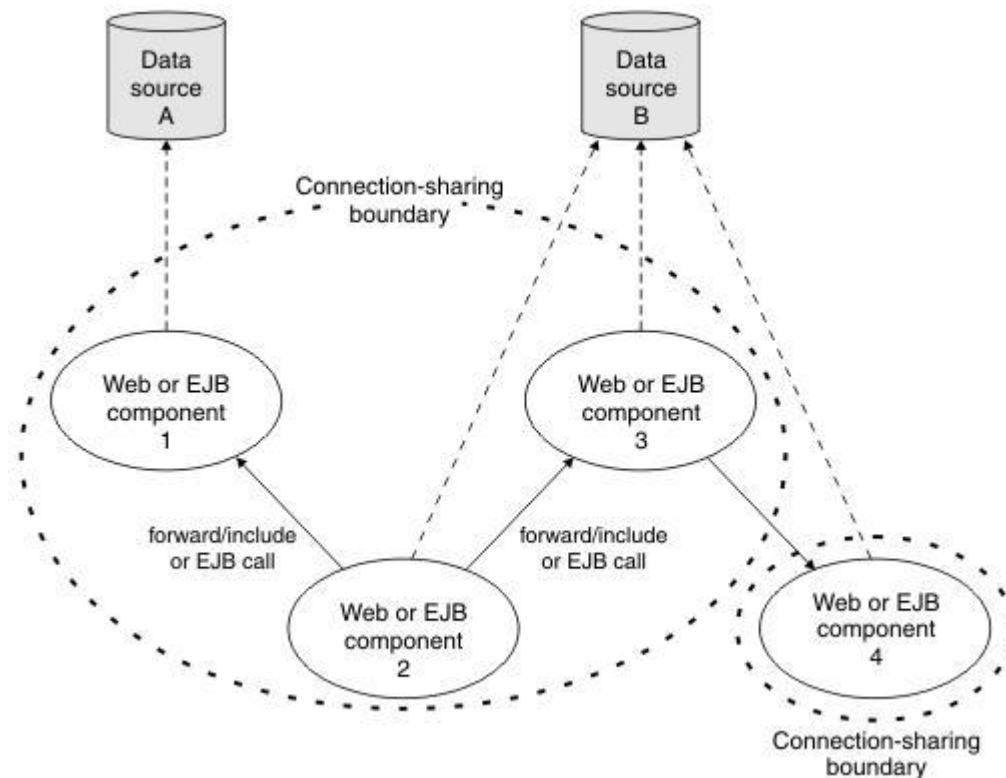 Data
source
A
Data
source
B
Connection-sharing
boundary
Web or EJB
component
1
Web or EJB
component
3
forward/include
or EJB call
forward/include
or EJB call
Web or EJB
component
2
Web or EJB
component
4
Connection-sharing
boundary